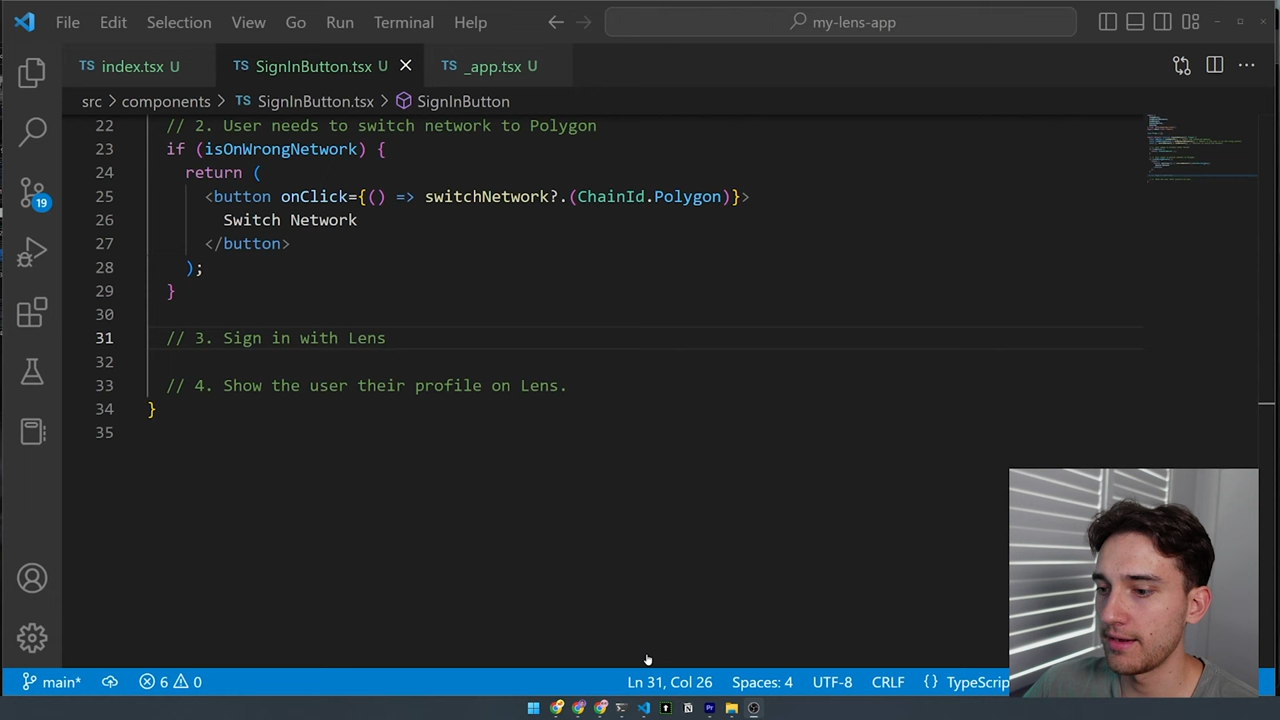 File Edit Selection View Go Run Terminal Help my-lens-app
TS index.tsx U TS SignInButton.tsx U TS _app.tsx U
src > components > TS SignInButton.tsx > SignInButton
22 // 2. User needs to switch network to Polygon
23 if (isOnWrongNetwork) {
24 return (
25 <button onClick={() => switchNetwork?.(ChainId.Polygon)}>
26 Switch Network
27 </button>
28 );
29 }
30
31 // 3. Sign in with Lens
32
33 // 4. Show the user their profile on Lens.
34 }
35
19
main* 6 0 Ln 31, Col 26 Spaces: 4 UTF-8 CRLF {} TypeScrip